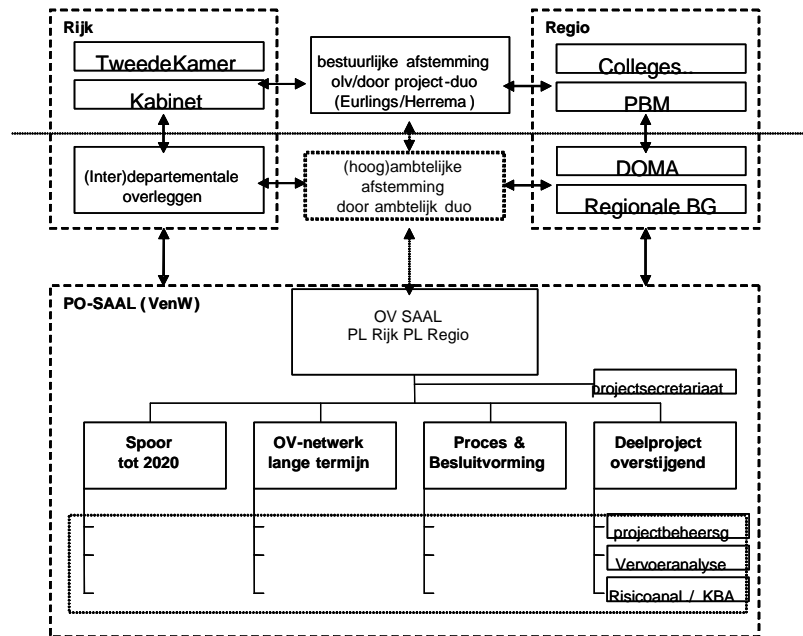 Rijk
TweedeKamer
Kabinet
(Inter)departementale
overleggen
bestuurlijke afstemming
olv/door project-duo
(Eurlings/Herrema )
(hoog)ambtelijke
afstemming
door ambtelijk duo
Regio
Colleges..
PBM
DOMA
Regionale BG
PO-SAAL ( VenW)
OV SAAL
PL Rijk PL Regio
projectsecretariaat
Spoor
tot 2020
OV-netwerk
lange termijn
Proces &
Besluitvorming
Deelproject
overstijgend
projectbeheersg
Vervoeranalyse
Risicoanal / KBA